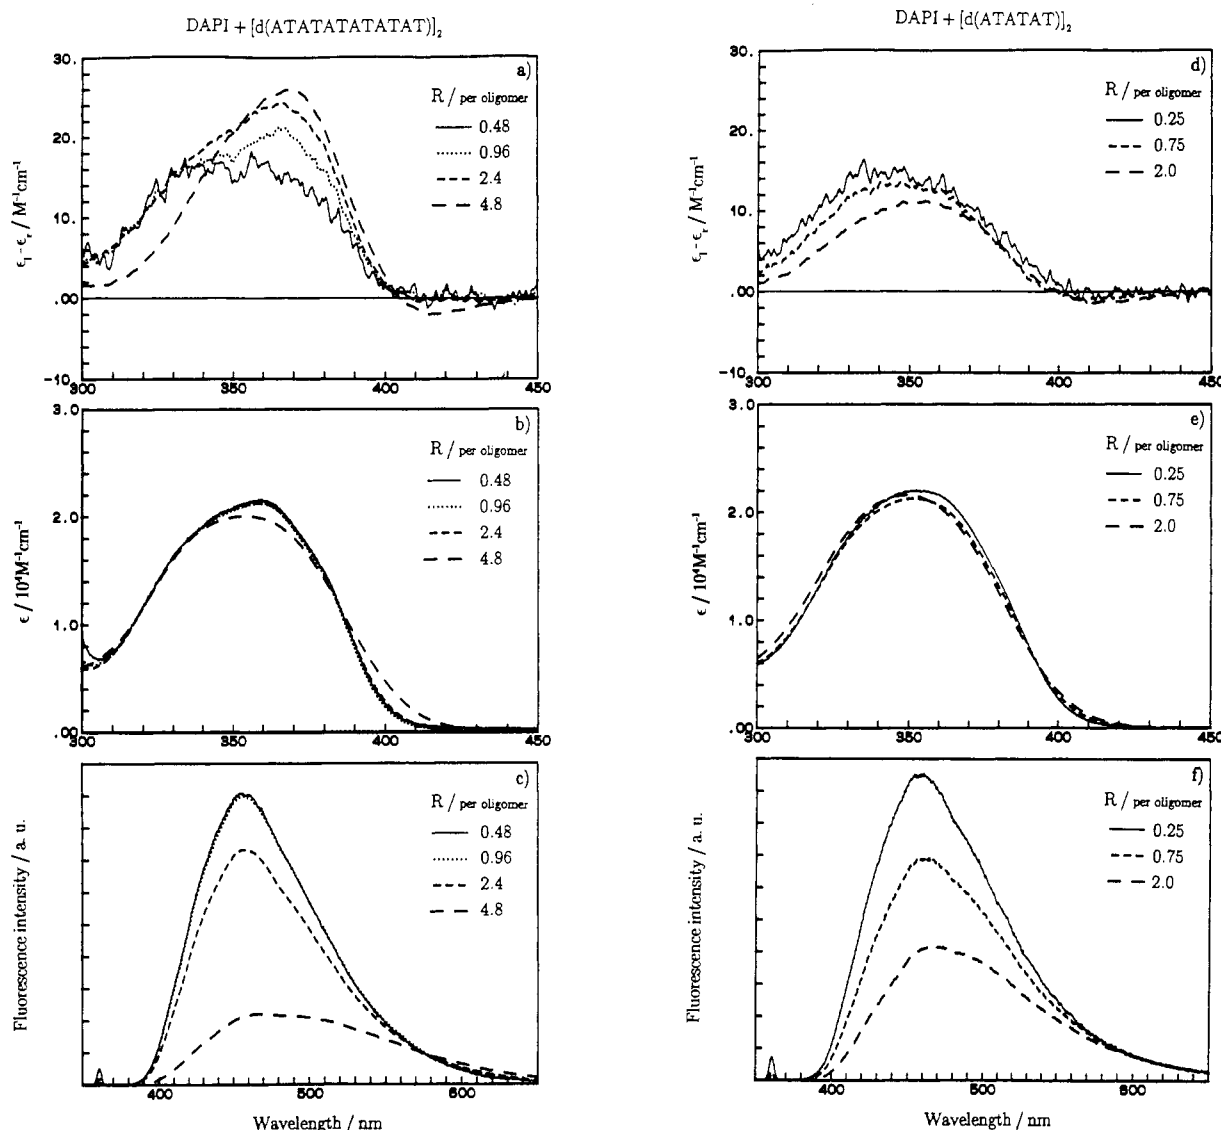 DAPI + [d(ATATATATATAT)]₂
30.
20.
10.
.00
-10
300
350
400
450
ϵₗ - ϵᵣ / M⁻¹cm⁻¹
a)
R / per oligomer
0.48
0.96
2.4
4.8
3.0
2.0
1.0
.00
300
350
400
450
ϵ / 10⁴M⁻¹cm⁻¹
b)
R / per oligomer
0.48
0.96
2.4
4.8
Fluorescence intensity / a. u.
c)
R / per oligomer
0.48
0.96
2.4
4.8
400
500
600
Wavelength / nm
DAPI + [d(ATATAT)]₂
30.
20.
10.
.00
-10
300
350
400
450
ϵₗ - ϵᵣ / M⁻¹cm⁻¹
d)
R / per oligomer
0.25
0.75
2.0
3.0
2.0
1.0
.00
300
350
400
450
ϵ / 10⁴M⁻¹cm⁻¹
e)
R / per oligomer
0.25
0.75
2.0
Fluorescence intensity / a. u.
f)
R / per oligomer
0.25
0.75
2.0
400
500
600
Wavelength / nm